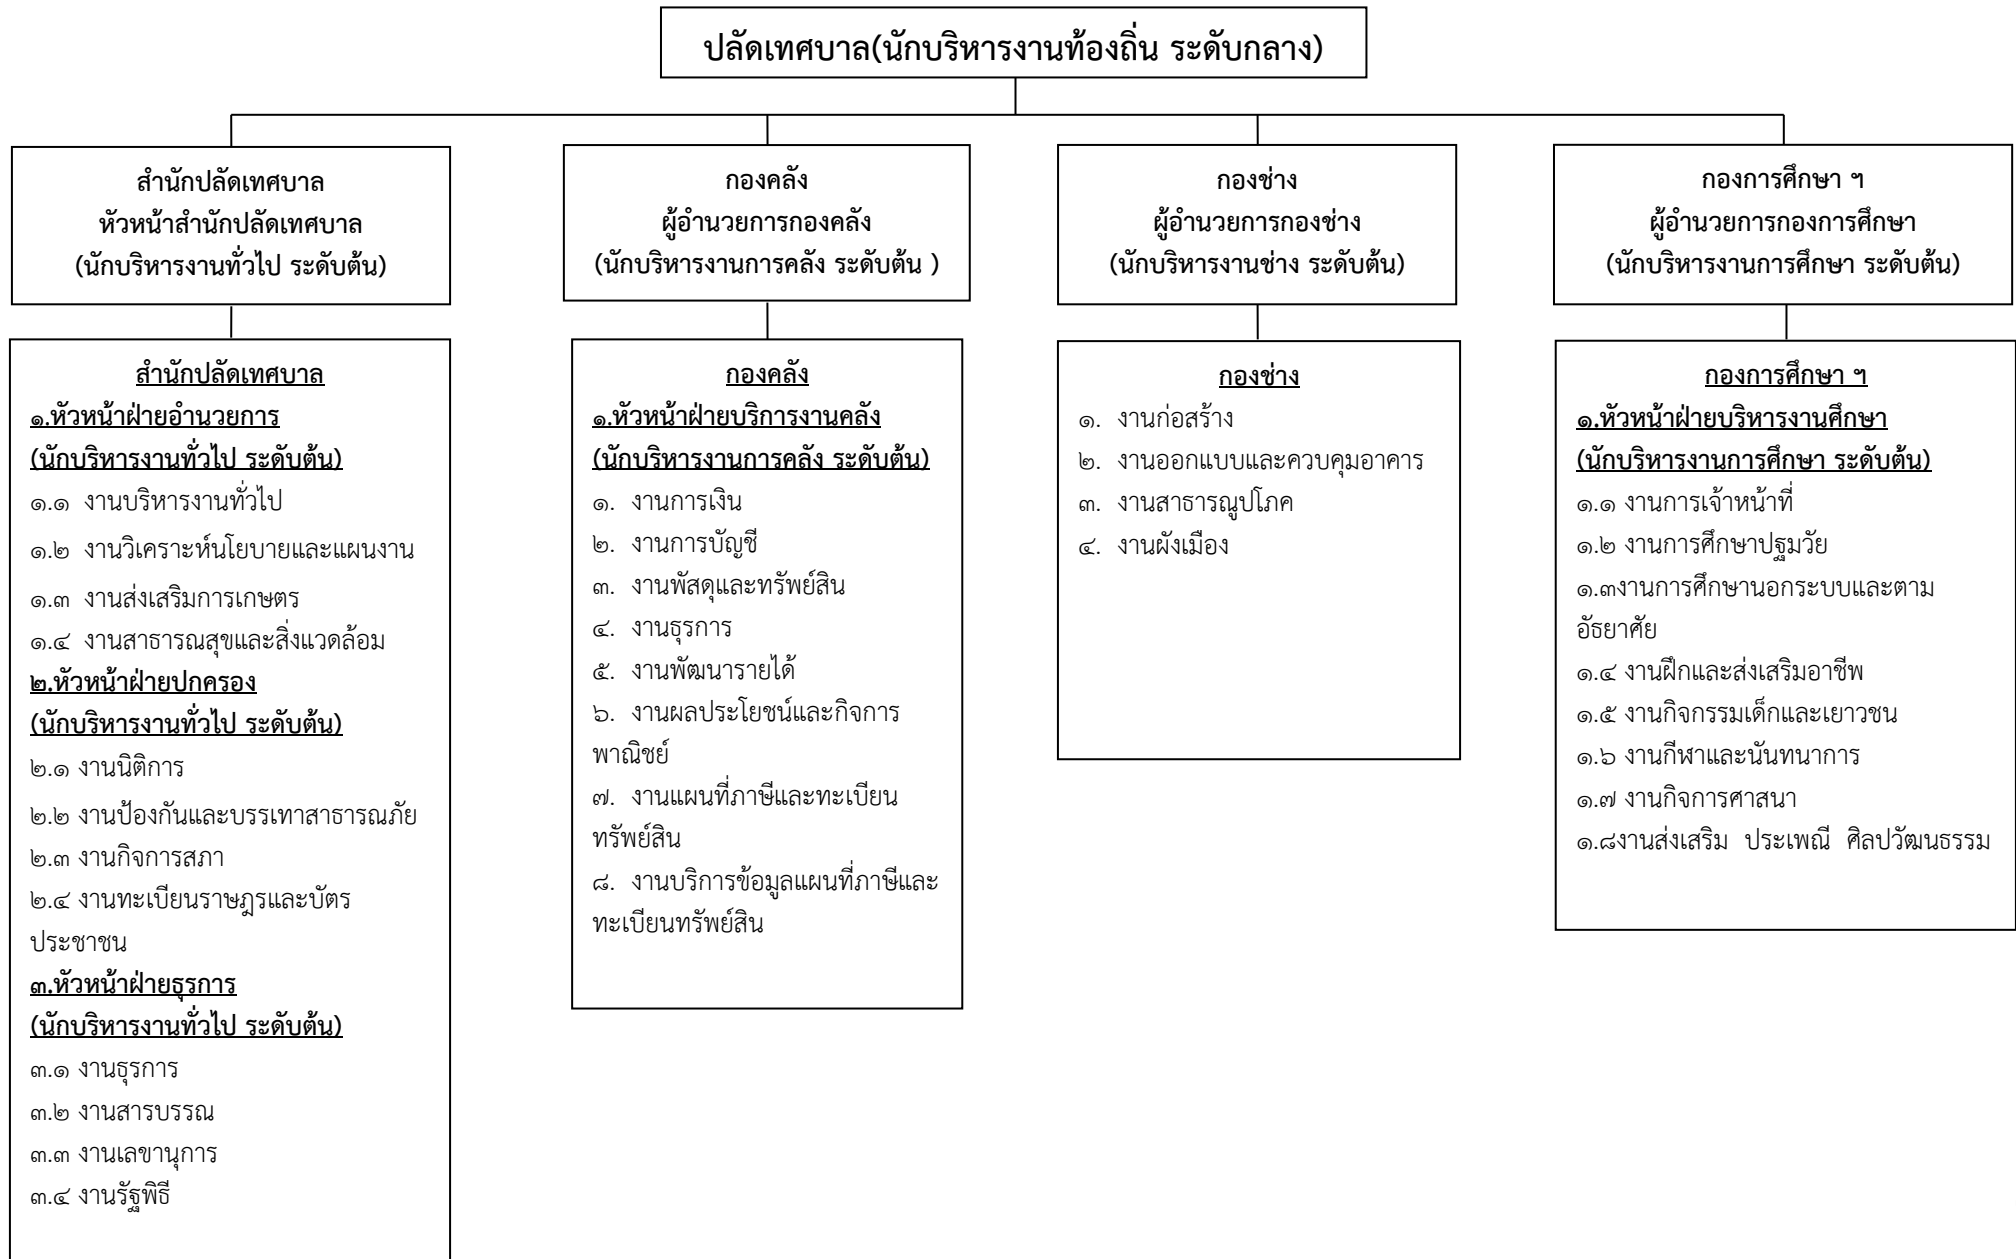 ปลัดเทศบาล(นักบริหารงานท้องถิ่น ระดับกลาง)
สำนักปลัดเทศบาล
หัวหน้าสำนักปลัดเทศบาล
(นักบริหารงานทั่วไป ระดับต้น)
กองคลัง
ผู้อำนวยการกองคลัง
(นักบริหารงานการคลัง ระดับต้น )
กองช่าง
ผู้อำนวยการกองช่าง
(นักบริหารงานช่าง ระดับต้น)
กองการศึกษา ฯ
ผู้อำนวยการกองการศึกษา
(นักบริหารงานการศึกษา ระดับต้น)
สำนักปลัดเทศบาล
๑.หัวหน้าฝ่ายอำนวยการ
(นักบริหารงานทั่วไป ระดับต้น)
๑.๑ งานบริหารงานทั่วไป
๑.๒ งานวิเคราะห์นโยบายและแผนงาน
๑.๓ งานส่งเสริมการเกษตร
๑.๔ งานสาธารณสุขและสิ่งแวดล้อม
๒.หัวหน้าฝ่ายปกครอง
(นักบริหารงานทั่วไป ระดับต้น)
๒.๑ งานนิติการ
๒.๒ งานป้องกันและบรรเทาสาธารณภัย
๒.๓ งานกิจการสภา
๒.๔ งานทะเบียนราษฎรและบัตร
ประชาชน
๓.หัวหน้าฝ่ายธุรการ
(นักบริหารงานทั่วไป ระดับต้น)
๓.๑ งานธุรการ
๓.๒ งานสารบรรณ
๓.๓ งานเลขานุการ
๓.๔ งานรัฐพิธี
กองคลัง
๑.หัวหน้าฝ่ายบริการงานคลัง
(นักบริหารงานการคลัง ระดับต้น)
๑. งานการเงิน
๒. งานการบัญชี
๓. งานพัสดุและทรัพย์สิน
๔. งานธุรการ
๕. งานพัฒนารายได้
๖. งานผลประโยชน์และกิจการ
พาณิชย์
๗. งานแผนที่ภาษีและทะเบียน
ทรัพย์สิน
๘. งานบริการข้อมูลแผนที่ภาษีและ
ทะเบียนทรัพย์สิน
กองช่าง
๑. งานก่อสร้าง
๒. งานออกแบบและควบคุมอาคาร
๓. งานสาธารณูปโภค
๔. งานผังเมือง
กองการศึกษา ฯ
๑.หัวหน้าฝ่ายบริหารงานศึกษา
(นักบริหารงานการศึกษา ระดับต้น)
๑.๑ งานการเจ้าหน้าที่
๑.๒ งานการศึกษาปฐมวัย
๑.๓งานการศึกษานอกระบบและตาม
อัธยาศัย
๑.๔ งานฝึกและส่งเสริมอาชีพ
๑.๕ งานกิจกรรมเด็กและเยาวชน
๑.๖ งานกีฬาและนันทนาการ
๑.๗ งานกิจการศาสนา
๑.๘งานส่งเสริม ประเพณี ศิลปวัฒนธรรม